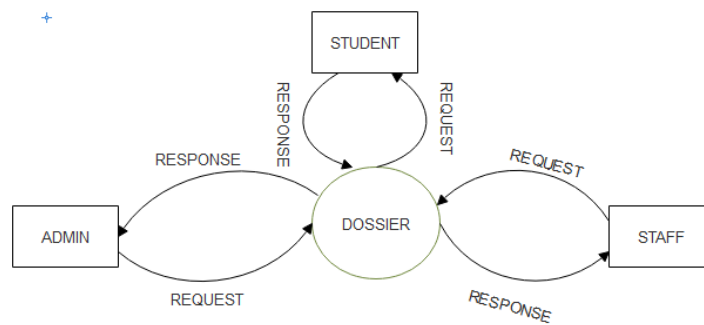 STUDENT
RESPONSE
REQUEST
RESPONSE
REQUEST
ADMIN
DOSSIER
STAFF
REQUEST
RESPONSE